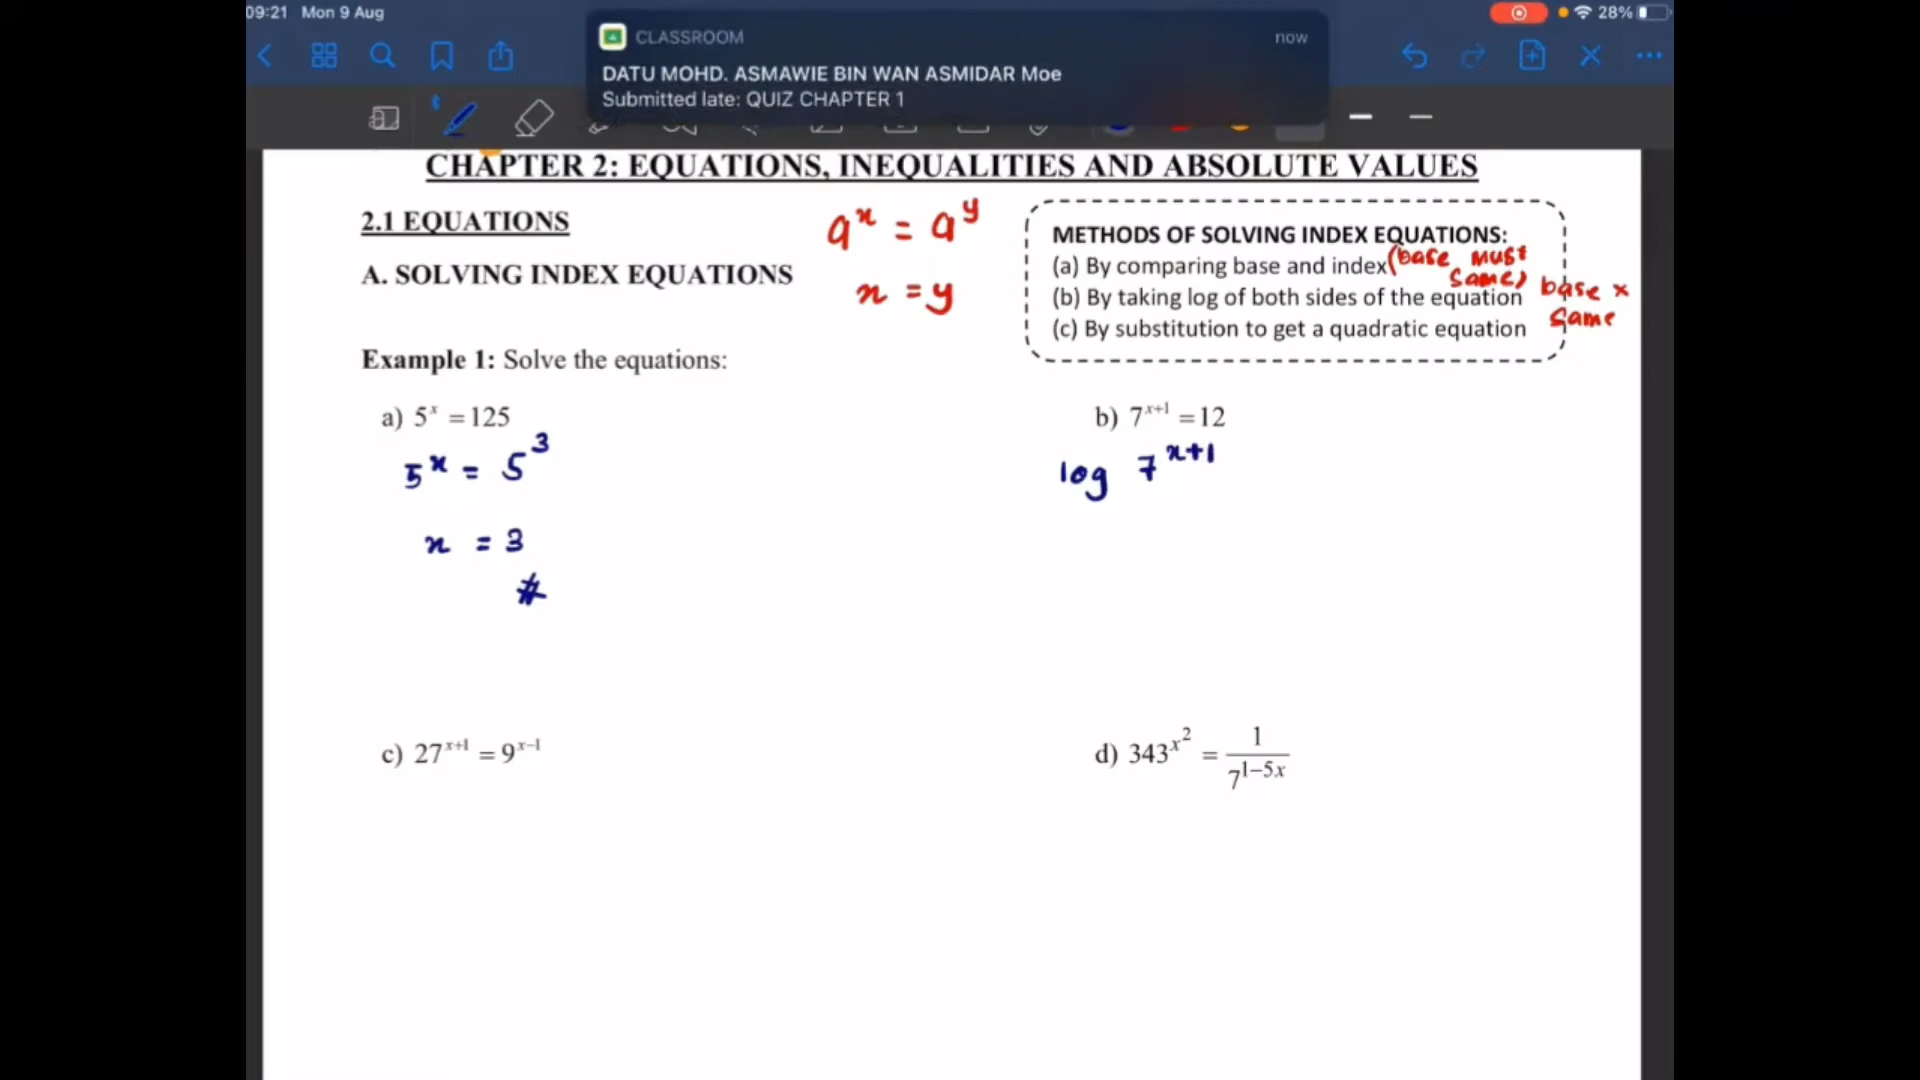 09:21 Mon 9 Aug
28%
CLASSROOM now
DATU MOHD. ASMAWIE BIN WAN ASMIDAR Moe
Submitted late: QUIZ CHAPTER 1
CHAPTER 2: EQUATIONS, INEQUALITIES AND ABSOLUTE VALUES
2.1 EQUATIONS
a^x = a^y
A. SOLVING INDEX EQUATIONS
x = y
METHODS OF SOLVING INDEX EQUATIONS:
(a) By comparing base and index (base must same)
(b) By taking log of both sides of the equation base x same
(c) By substitution to get a quadratic equation
Example 1: Solve the equations:
a) 5^x = 125
5^x = 5^3
x = 3
#
b) 7^{x+1} = 12
log 7^{x+1}
c) 27^{x+1} = 9^{x-1}
d) 343^{x^2} = \frac{1}{7^{1-5x}}